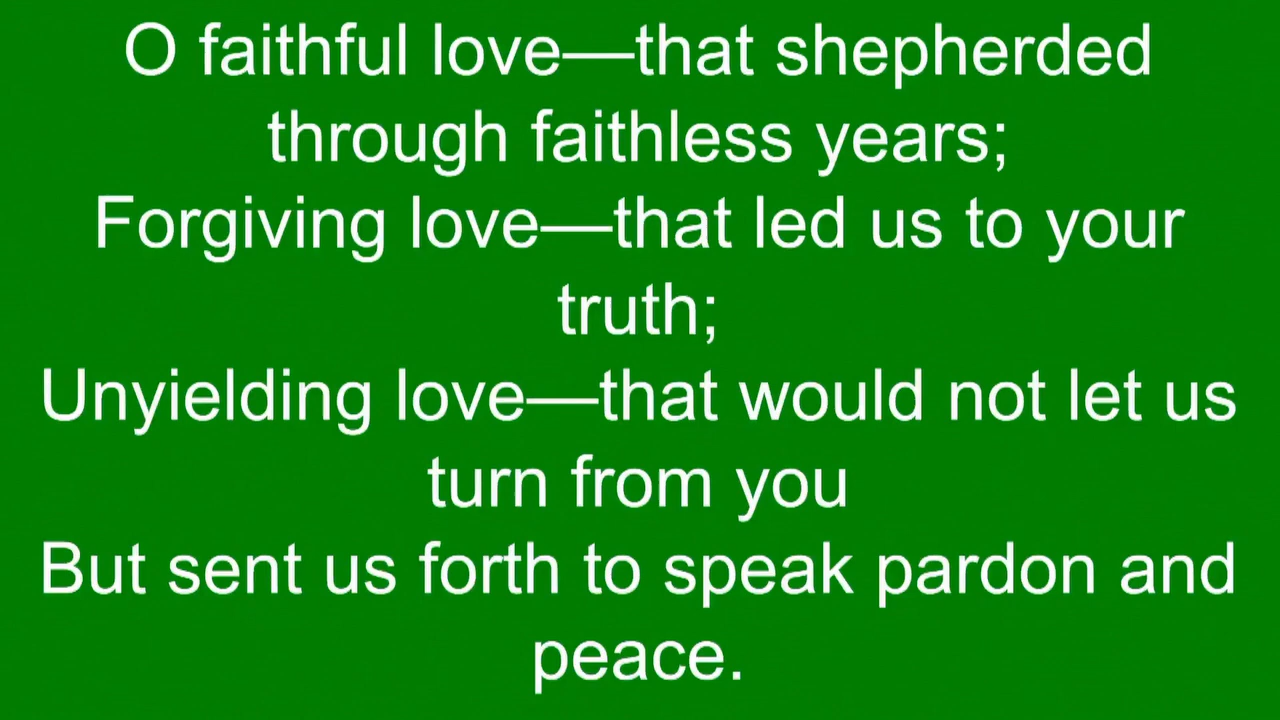 O faithful love—that shepherded
through faithless years;
Forgiving love—that led us to your
truth;
Unyielding love—that would not let us
turn from you
But sent us forth to speak pardon and
peace.